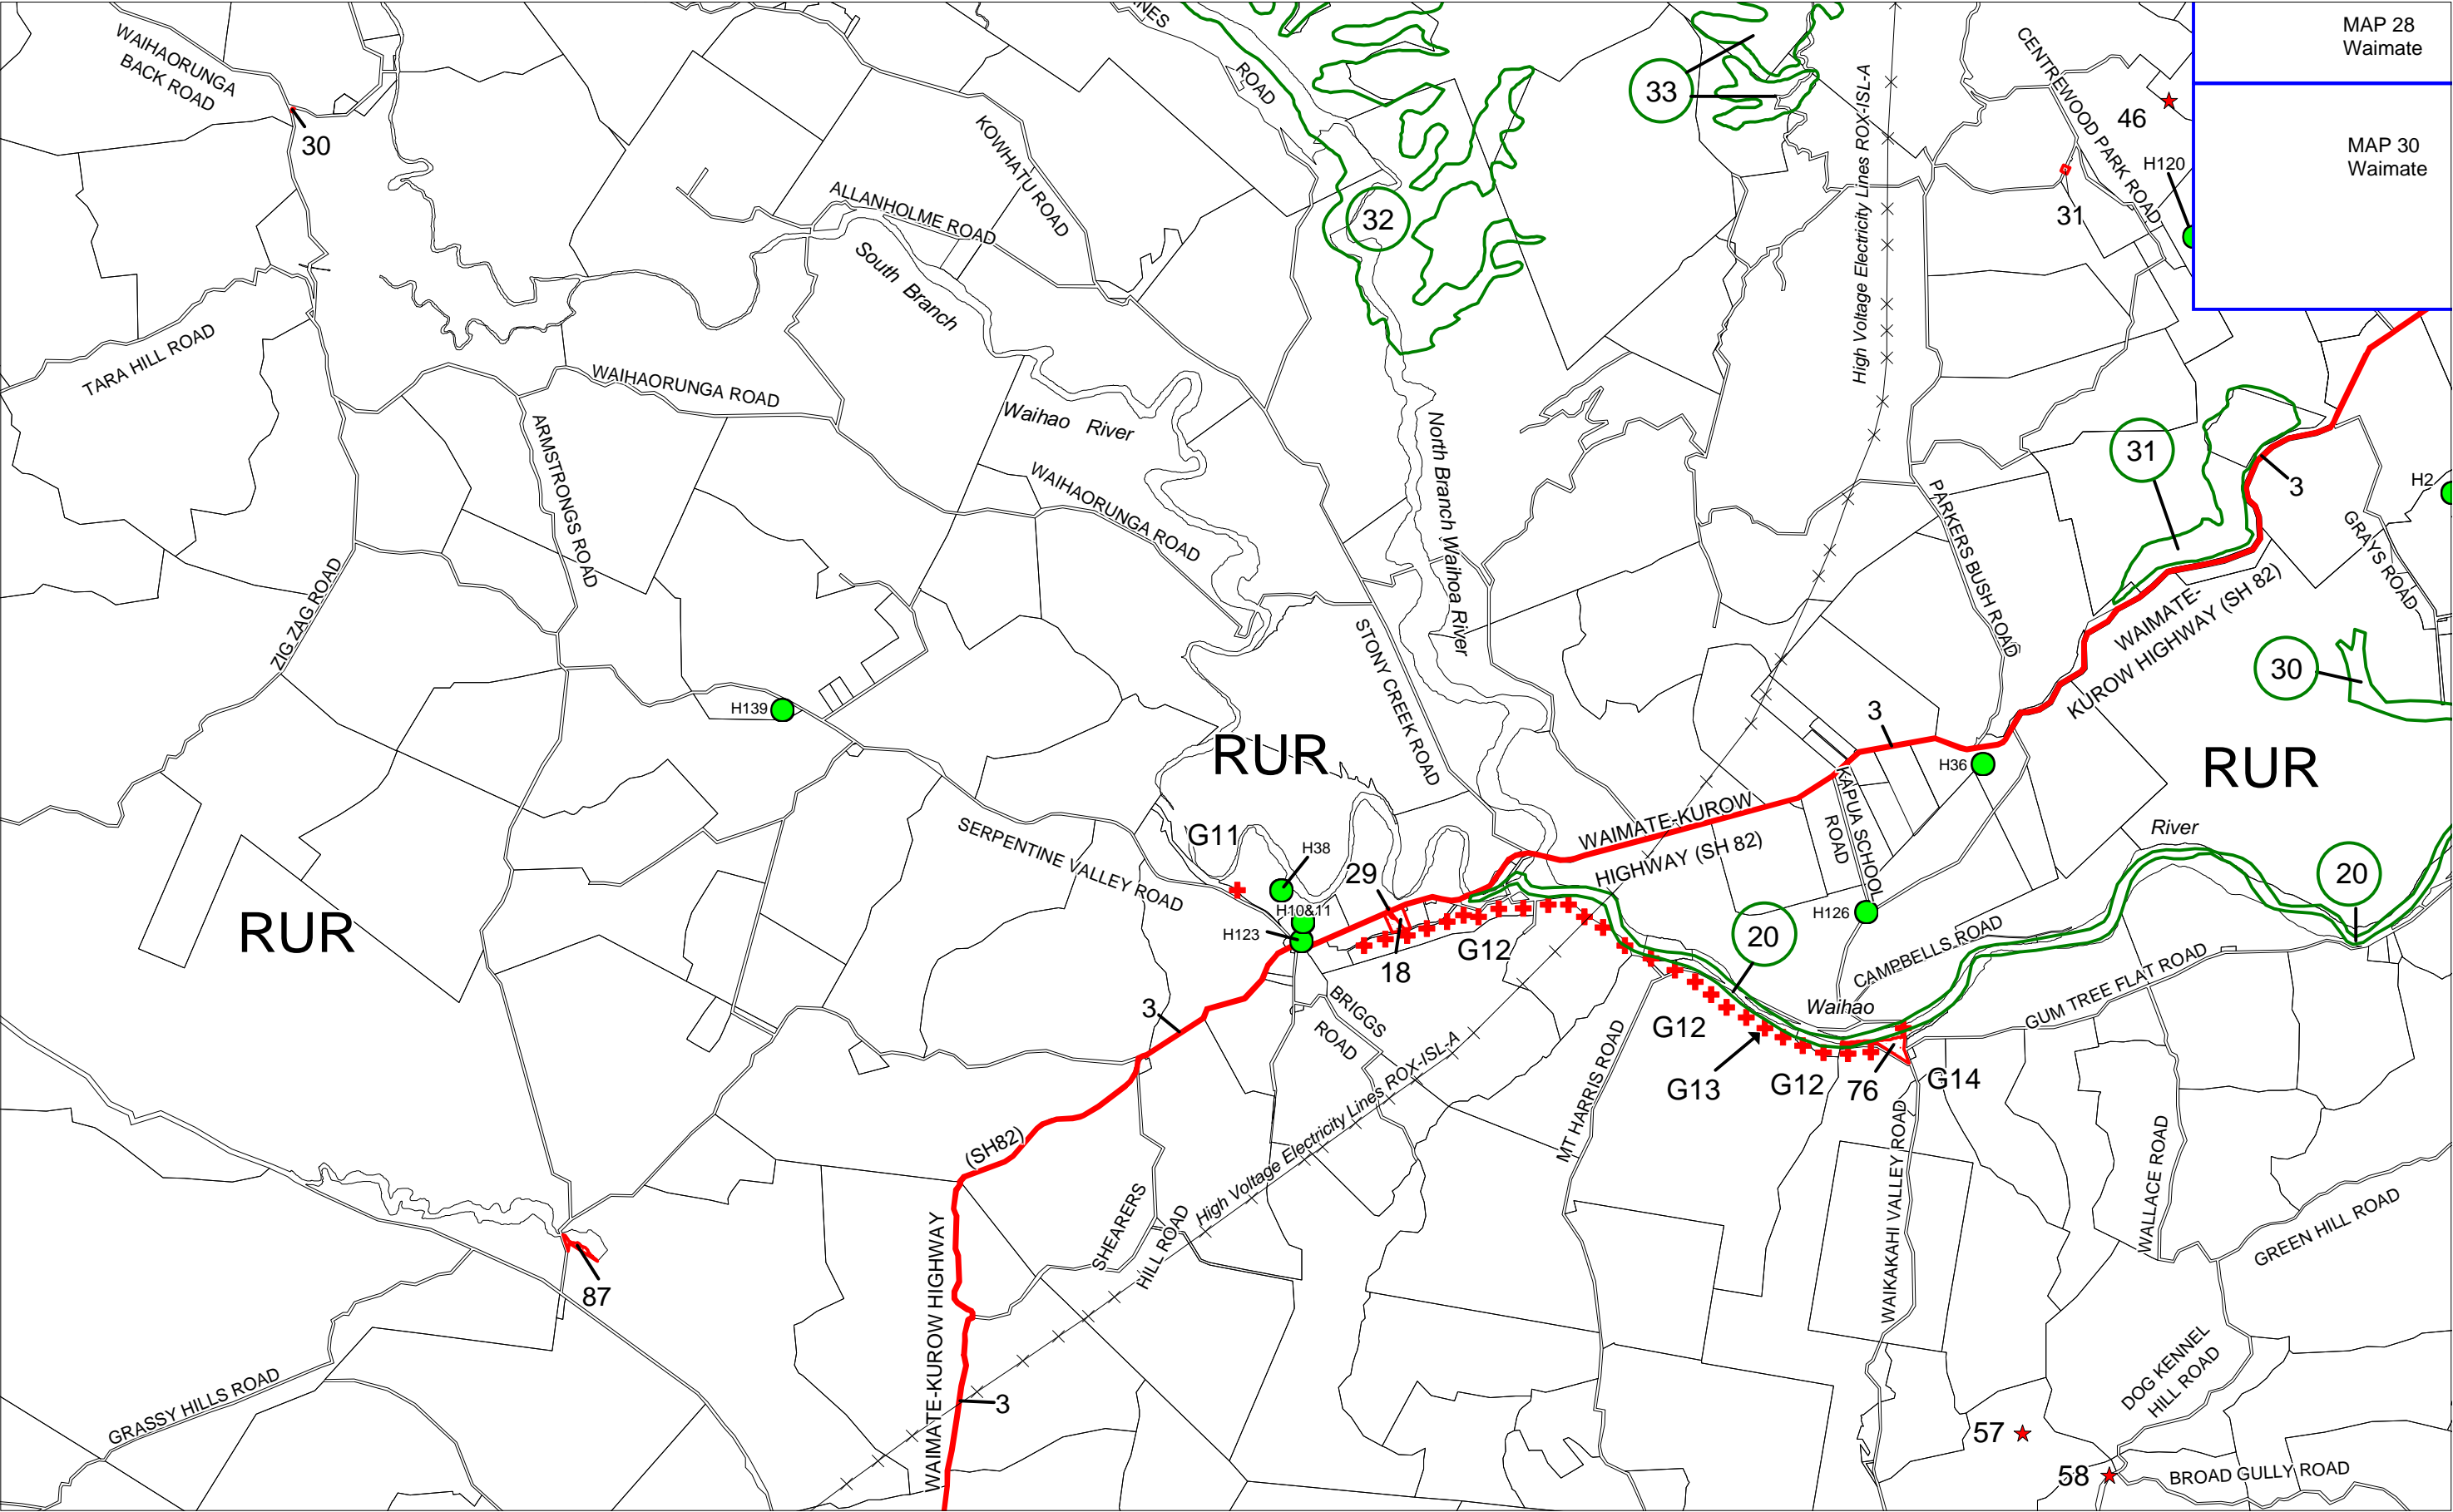 WAIHAORUNGA
BACK ROAD
30
NES
ROAD
33
MAP 28
Waimate
MAP 30
Waimate
CENTREWOOD PARK ROAD
46
H120
31
High Voltage Electricity Lines ROX-ISL-A
KOWHATU ROAD
ALLANHOLME ROAD
32
South Branch
TARA HILL ROAD
WAIHAORUNGA ROAD
Waihao River
ARMSTRONGS ROAD
WAIHAORUNGA ROAD
North Branch Waihoa River
31
3
H2
GRAYS ROAD
PARKERS BUSH ROAD
WAIMATE-
KUROW HIGHWAY (SH 82)
ZIG ZAG ROAD
STONY CREEK ROAD
30
H139
RUR
3
H36
RUR
KAPUA SCHOOL
ROAD
WAIMATE-KUROW
HIGHWAY (SH 82)
River
G11
H38
SERPENTINE VALLEY ROAD
29
20
H10&11
H123
H126
RUR
18
G12
20
CAMPBELLS ROAD
GUM TREE FLAT ROAD
3
BRIGGS
ROAD
Waihao
G12
G13
G12
76
G14
High Voltage Electricity Lines ROX-ISL-A
MT HARRIS ROAD
(SH82)
WAIKAKAHI VALLEY ROAD
WALLACE ROAD
GREEN HILL ROAD
SHEARERS
HILL ROAD
87
WAIMATE-KUROW HIGHWAY
3
GRASSY HILLS ROAD
DOG KENNEL
HILL ROAD
57
58
BROAD GULLY ROAD